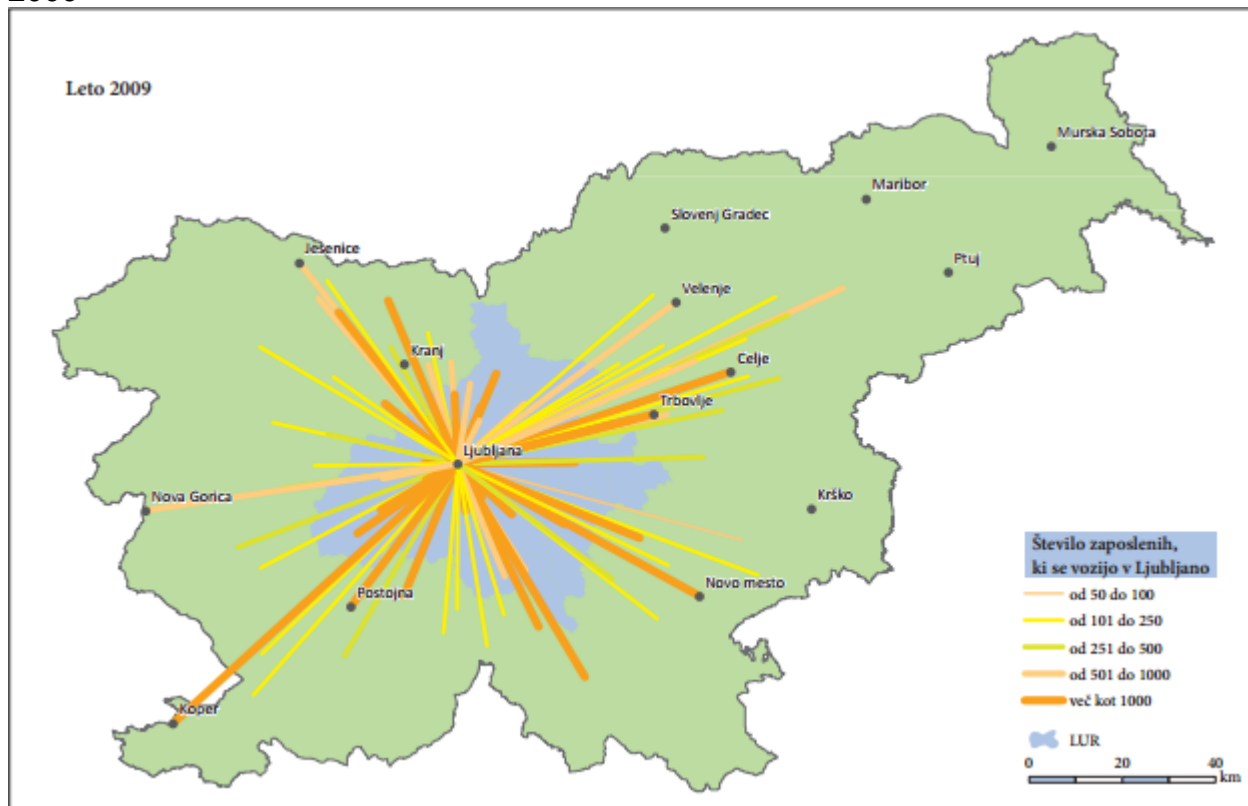 Leto 2009
Murska Sobota
Maribor
Slovenj Gradec
Ptuj
Jesenice
Velenje
Kranj
Celje
Trbovlje
Ljubljana
Nova Gorica
Krško
Novo mesto
Postojna
Koper
Število zaposlenih,
ki se vozijo v Ljubljano
od 50 do 100
od 101 do 250
od 251 do 500
od 501 do 1000
več kot 1000
LUR
0 20 40
km